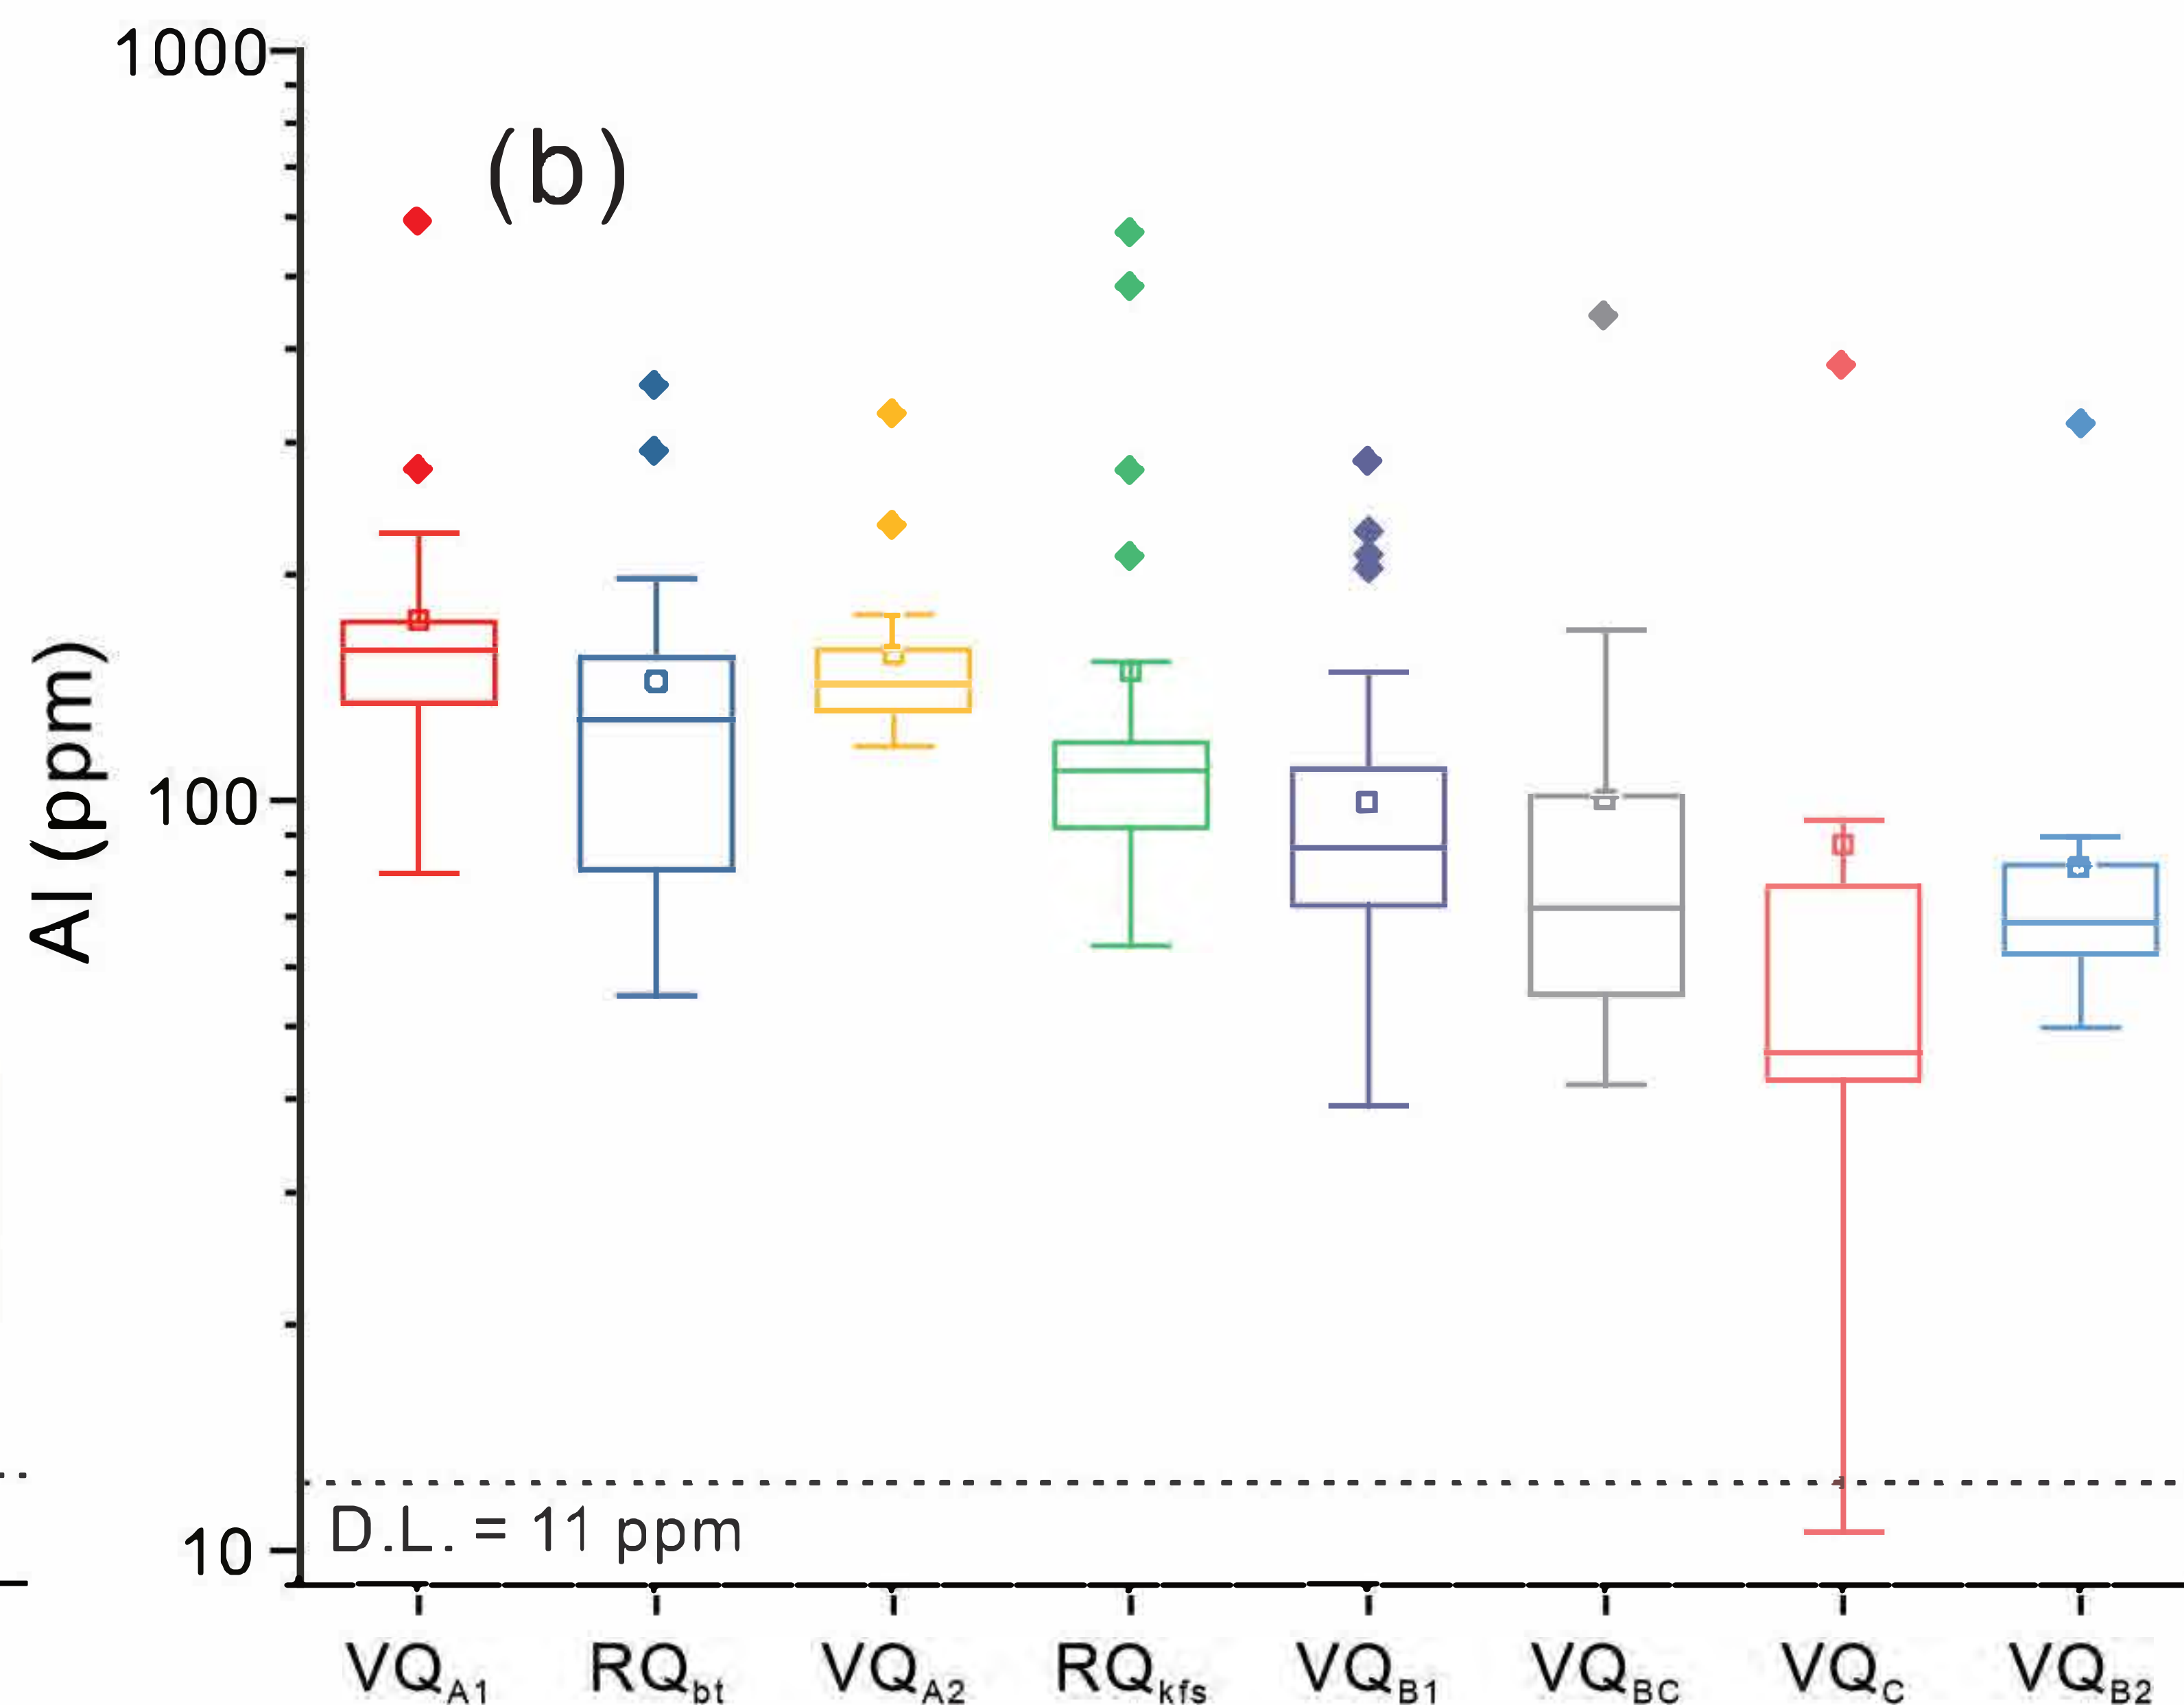 1000
(b)
Al (ppm)
100
10
D.L. = 11 ppm
VQA1 RQbt VQA2 RQkfs VQB1 VQBC VQC VQB2